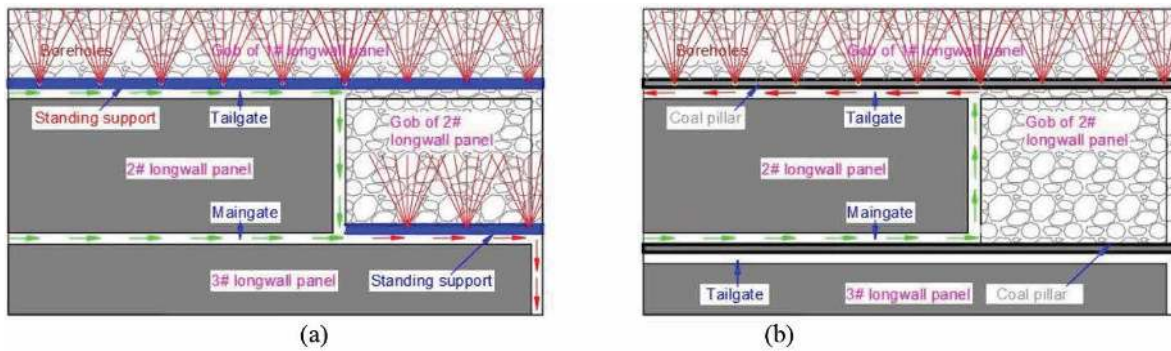 Boreholes
Gob of 1# longwall panel
Standing support
Tailgate
Gob of 2#
longwall panel
2# longwall panel
Maingate
3# longwall panel
Standing support
(a)
Boreholes
Gob of 1# longwall panel
Coal pillar
Tailgate
Gob of 2#
longwall panel
2# longwall panel
Maingate
Tailgate
3# longwall panel
Coal pillar
(b)